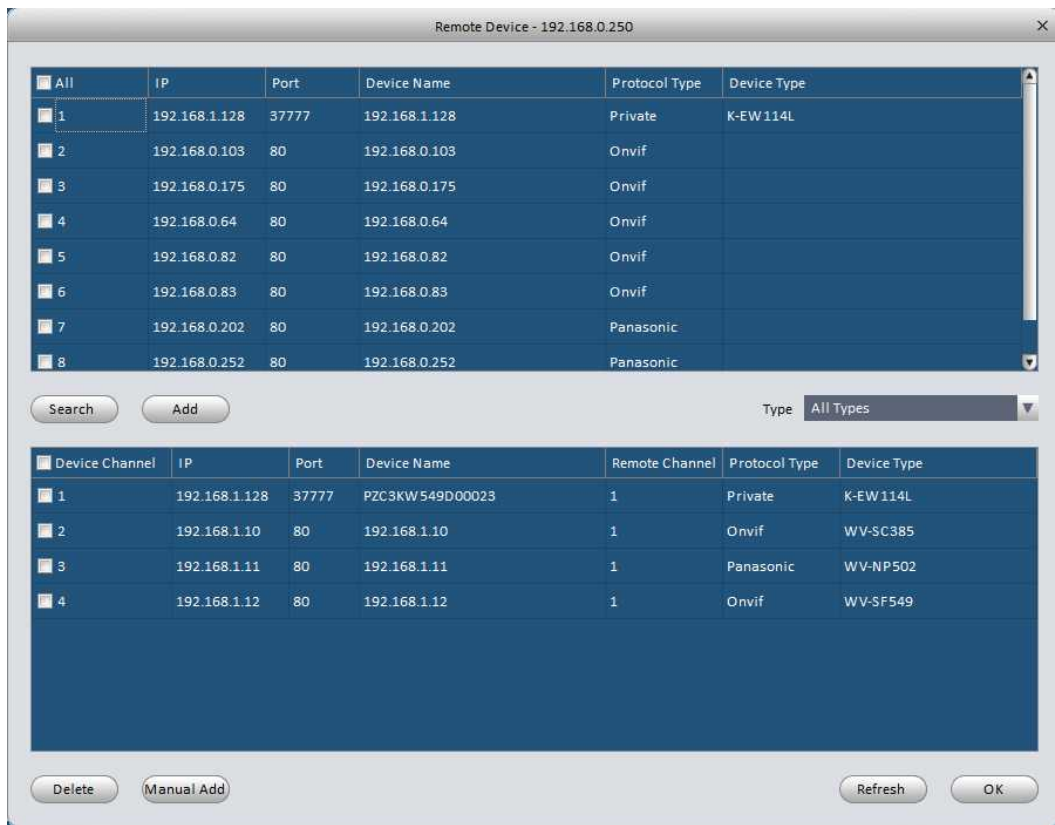 Remote Device - 192.168.0.250
All IP Port Device Name Protocol Type Device Type
1 192.168.1.128 37777 192.168.1.128 Private K-EW114L
2 192.168.0.103 80 192.168.0.103 Onvif
3 192.168.0.175 80 192.168.0.175 Onvif
4 192.168.0.64 80 192.168.0.64 Onvif
5 192.168.0.82 80 192.168.0.82 Onvif
6 192.168.0.83 80 192.168.0.83 Onvif
7 192.168.0.202 80 192.168.0.202 Panasonic
8 192.168.0.252 80 192.168.0.252 Panasonic
Search Add Type All Types
Device Channel IP Port Device Name Remote Channel Protocol Type Device Type
1 192.168.1.128 37777 PZC3KW549D00023 1 Private K-EW114L
2 192.168.1.10 80 192.168.1.10 1 Onvif WV-SC385
3 192.168.1.11 80 192.168.1.11 1 Panasonic WV-NP502
4 192.168.1.12 80 192.168.1.12 1 Onvif WV-SF549
Delete Manual Add Refresh OK